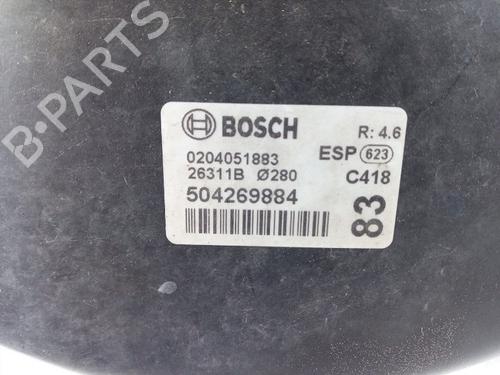 B-PARTS
BOSCH
R: 4.6
0204051883
ESP 623
26311B Ø280
C418
504269884
83